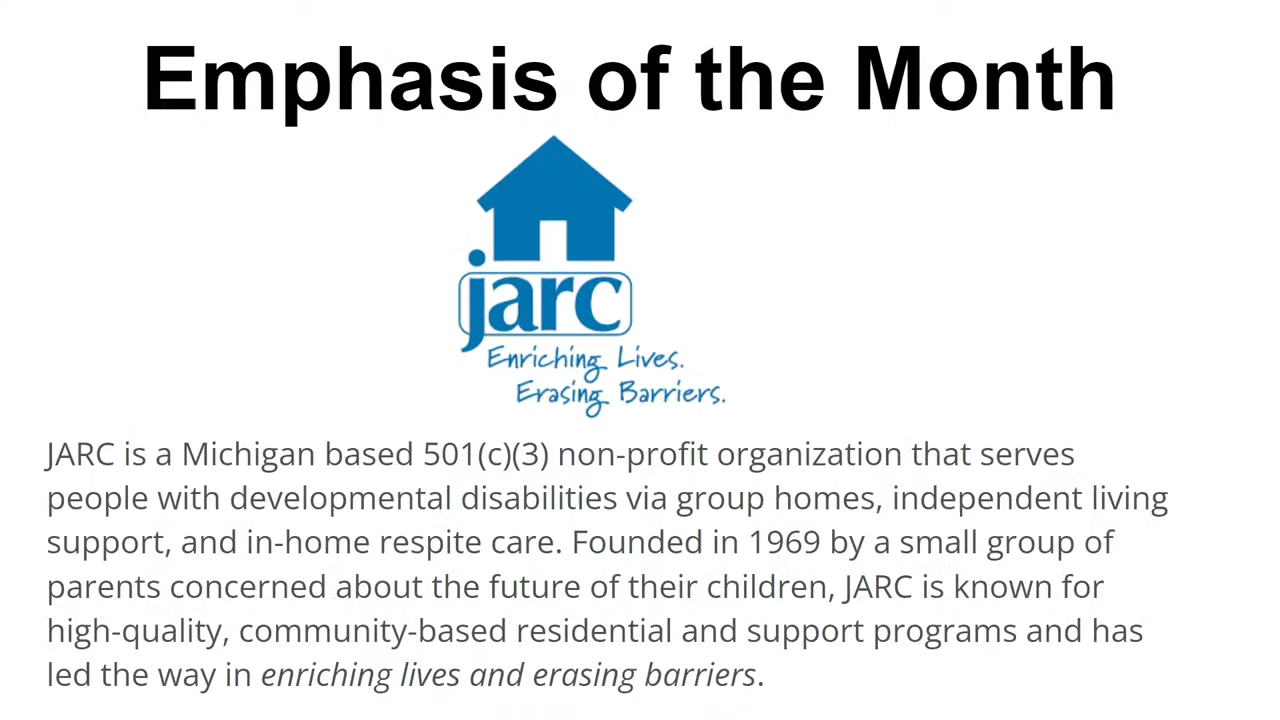 Emphasis of the Month
jarc
Enriching Lives.
Erasing Barriers.
JARC is a Michigan based 501(c)(3) non-profit organization that serves
people with developmental disabilities via group homes, independent living
support, and in-home respite care. Founded in 1969 by a small group of
parents concerned about the future of their children, JARC is known for
high-quality, community-based residential and support programs and has
led the way in enriching lives and erasing barriers.